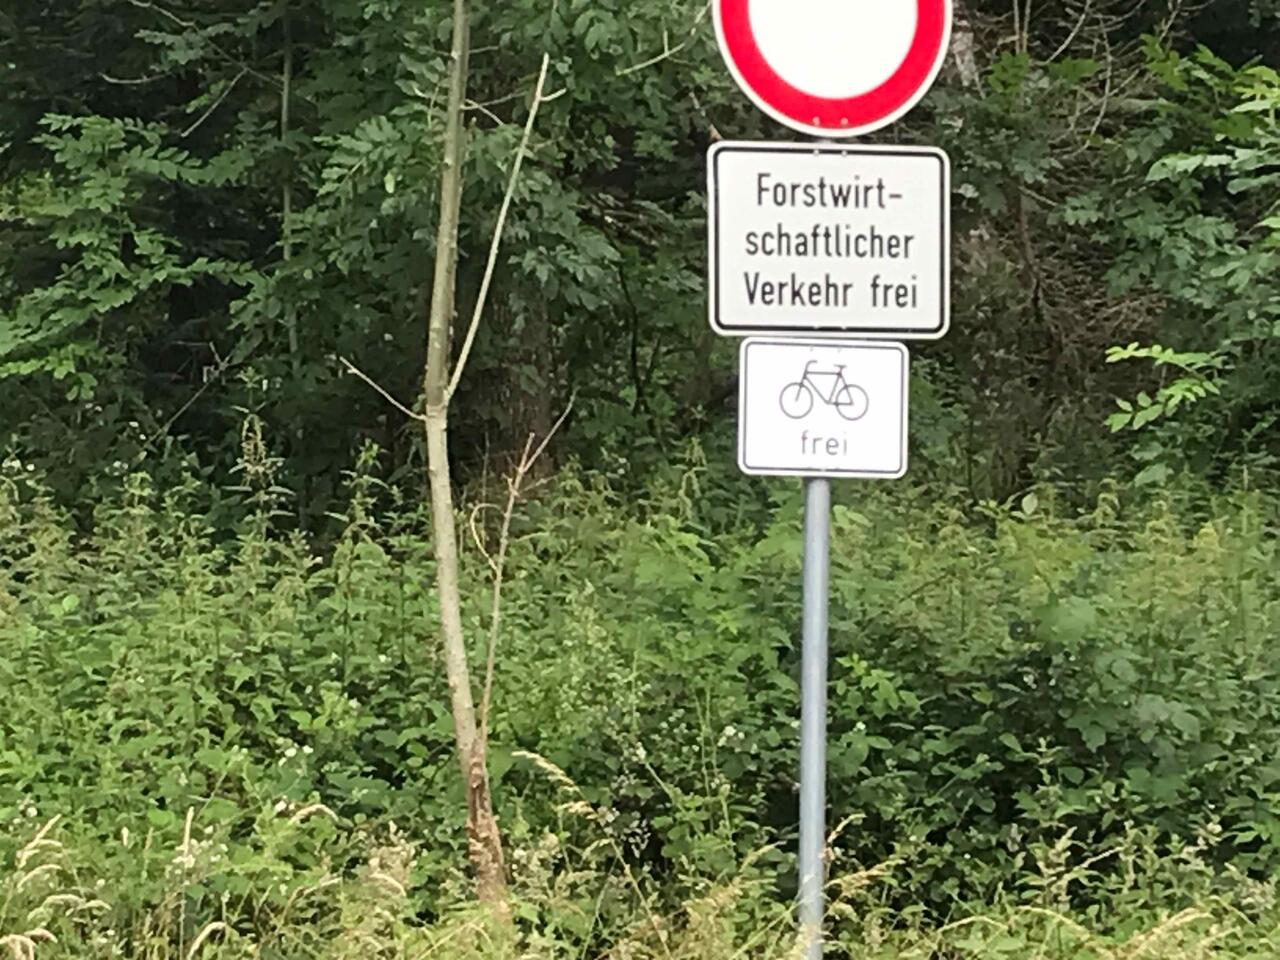 Forstwirt-
schaftlicher
Verkehr frei
frei